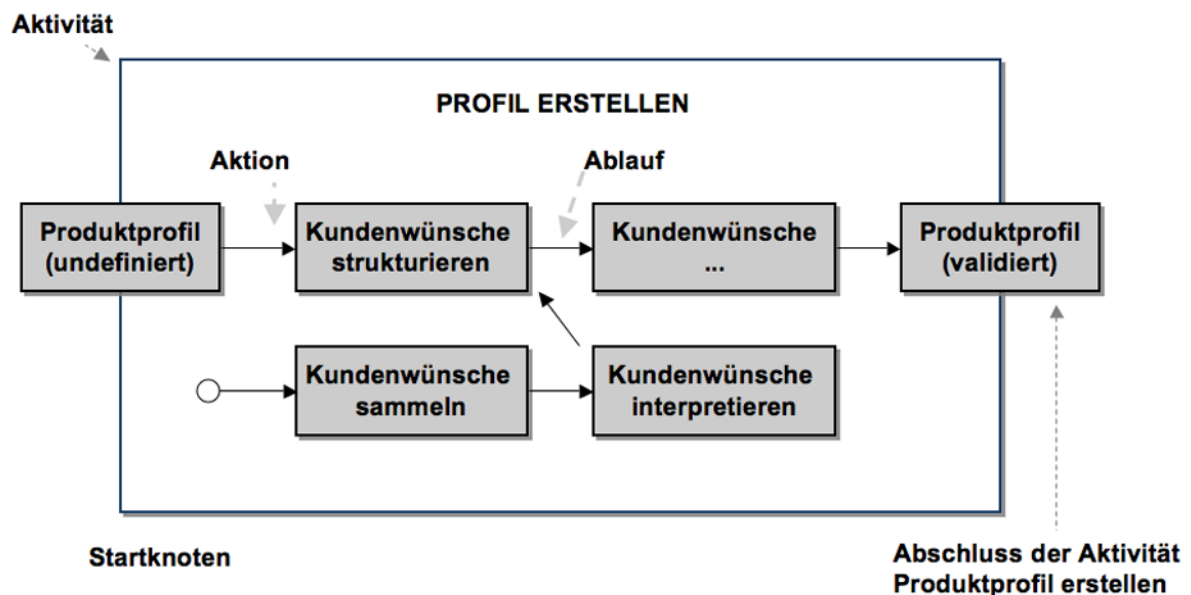 Aktivität
PROFIL ERSTELLEN
Aktion
Ablauf
Produktprofil
(undefiniert)
Kundenwünsche
strukturieren
Kundenwünsche
...
Produktprofil
(validiert)
Kundenwünsche
sammeln
Kundenwünsche
interpretieren
Startknoten
Abschluss der Aktivität
Produktprofil erstellen